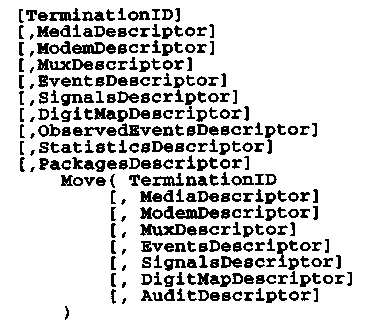 [TerminationID]
[,MediaDescriptor]
[,ModemDescriptor]
[,MuxDescriptor]
[,EventsDescriptor]
[,SignalsDescriptor]
[,DigitMapDescriptor]
[,ObservedEventsDescriptor]
[,StatisticsDescriptor]
[,PackagesDescriptor]
Move( TerminationID
[, MediaDescriptor]
[, ModemDescriptor]
[, MuxDescriptor]
[, EventsDescriptor]
[, SignalsDescriptor]
[, DigitMapDescriptor]
[, AuditDescriptor]
)